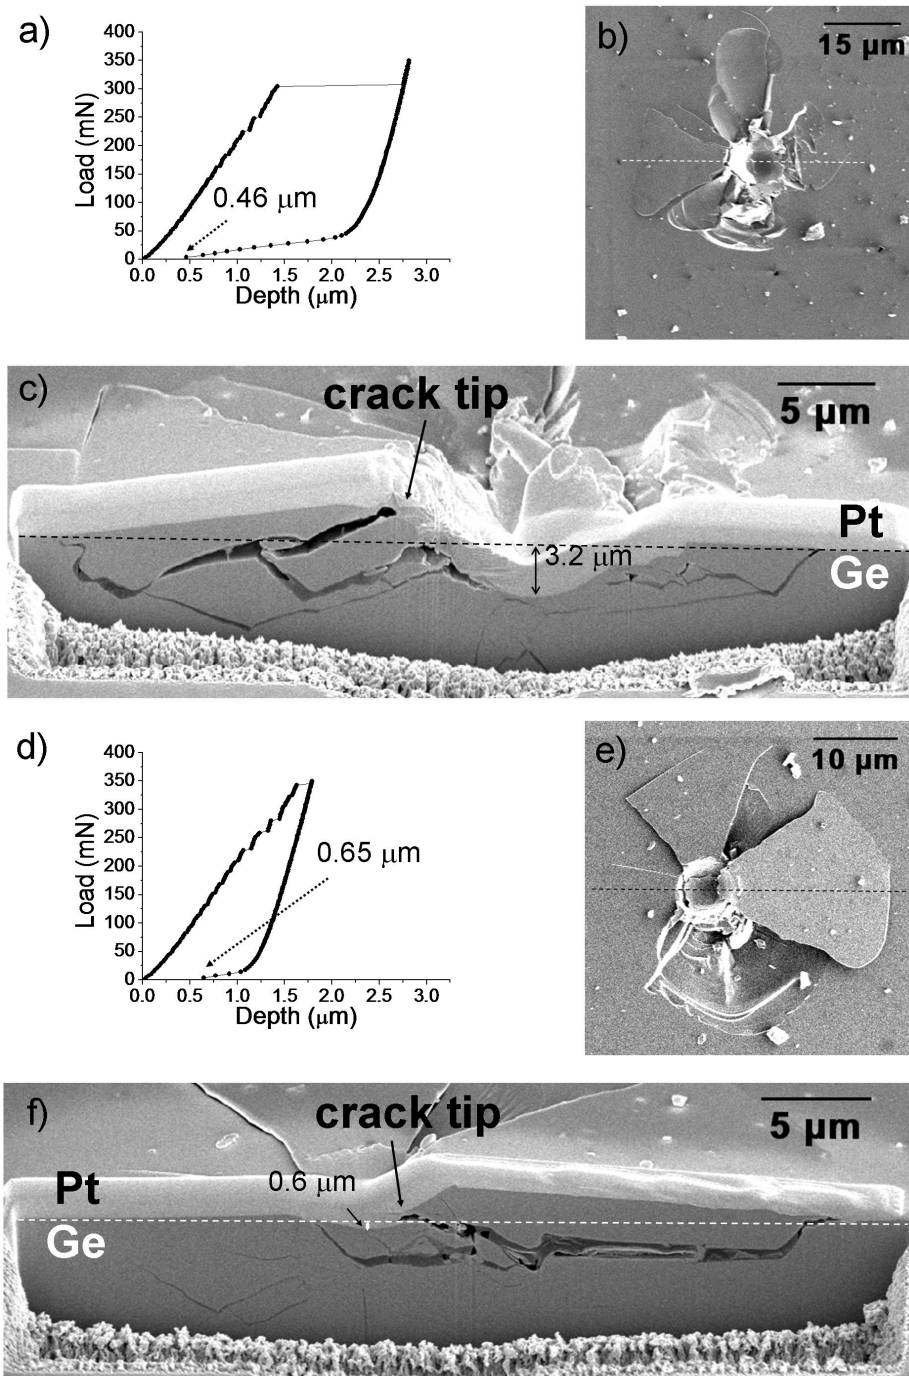 a)
400
350
300
250
200
150
100
50
0
Load (mN)
0.46 μm
0.0 0.5 1.0 1.5 2.0 2.5 3.0
Depth (μm)
b)
15 μm
c)
crack tip
5 μm
Pt
Ge
3.2 μm
d)
400
350
300
250
200
150
100
50
0
Load (mN)
0.65 μm
0.0 0.5 1.0 1.5 2.0 2.5 3.0
Depth (μm)
e)
10 μm
f)
crack tip
5 μm
0.6 μm
Pt
Ge